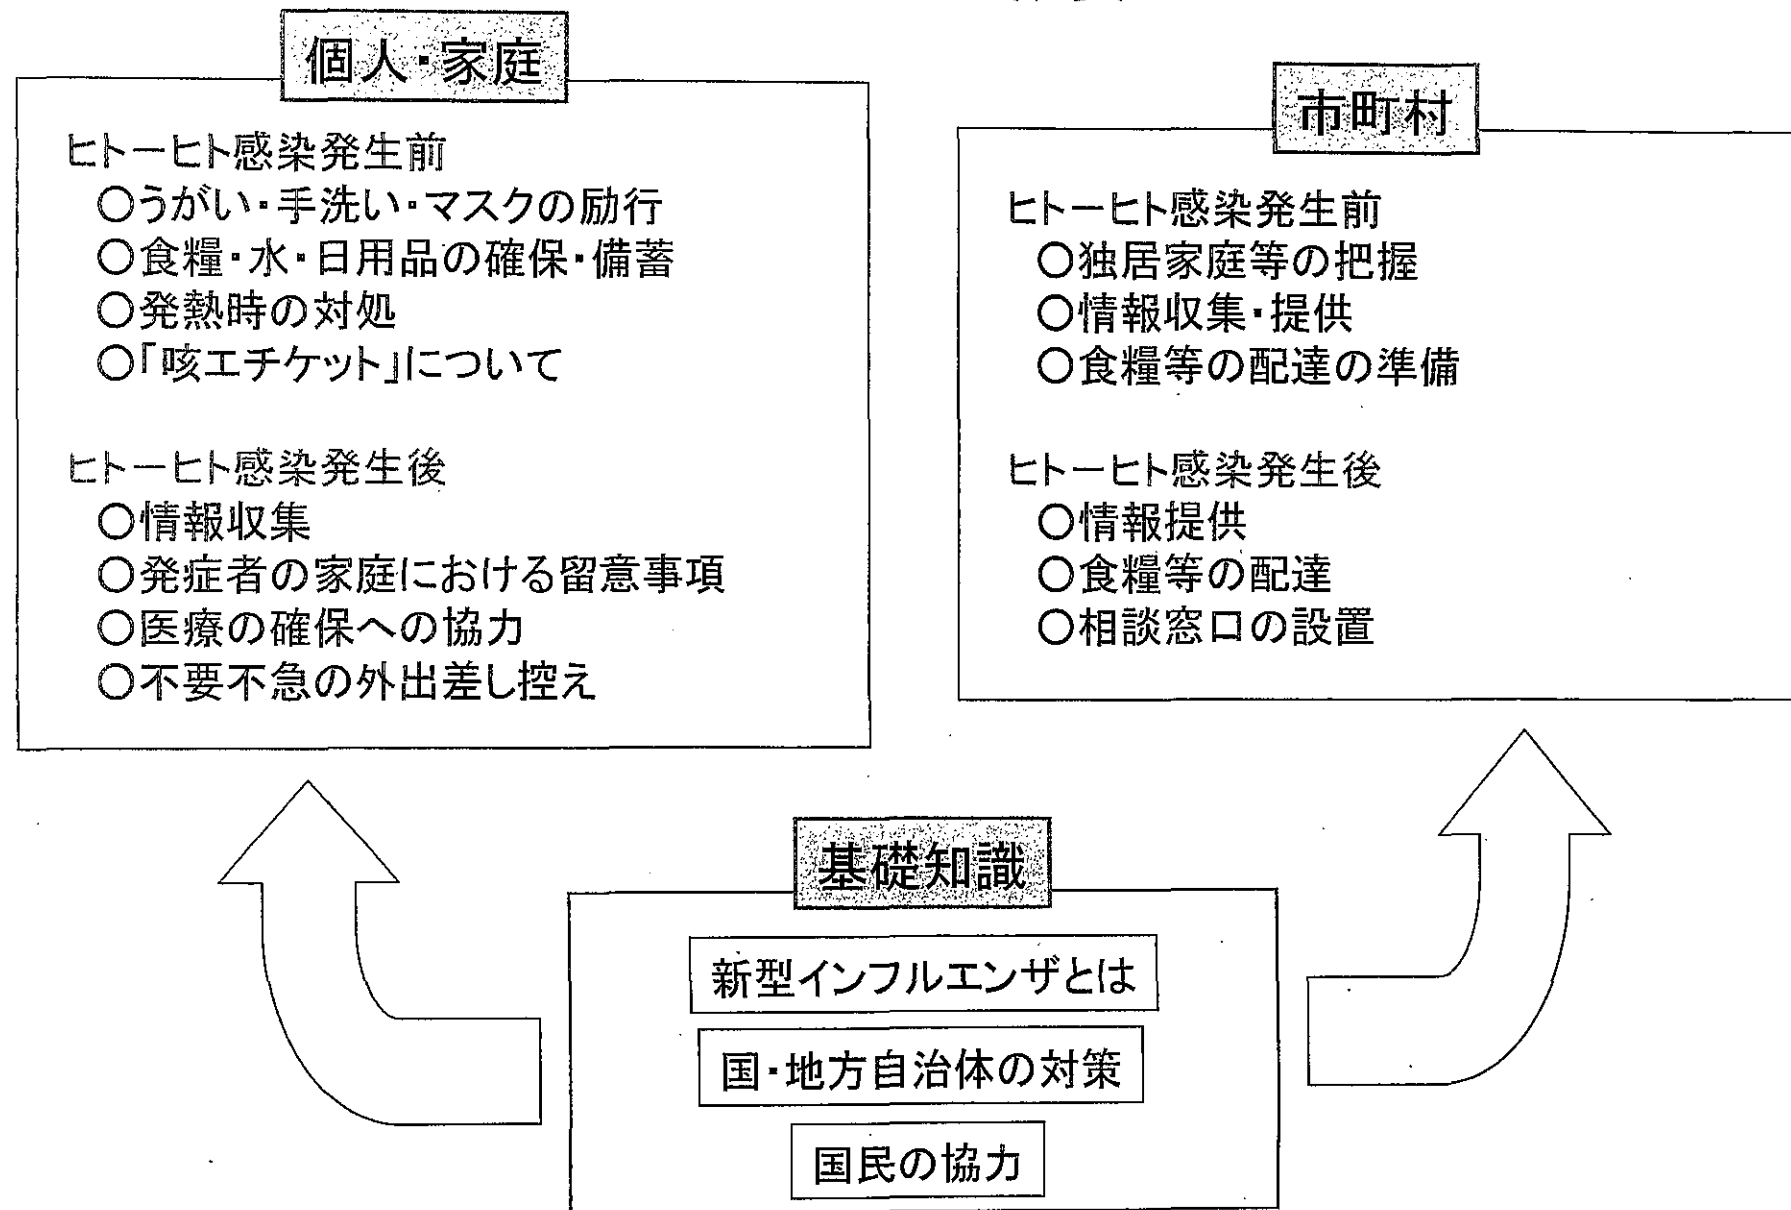 個人・家庭
ヒトーヒト感染発生前
○うがい・手洗い・マスクの励行
○食糧・水・日用品の確保・備蓄
○発熱時の対処
○「咳エチケット」について
ヒトーヒト感染発生後
○情報収集
○発症者の家庭における留意事項
○医療の確保への協力
○不要不急の外出差し控え
市町村
ヒトーヒト感染発生前
○独居家庭等の把握
○情報収集・提供
○食糧等の配達の準備
ヒトーヒト感染発生後
○情報提供
○食糧等の配達
○相談窓口の設置
基礎知識
新型インフルエンザとは
国・地方自治体の対策
国民の協力